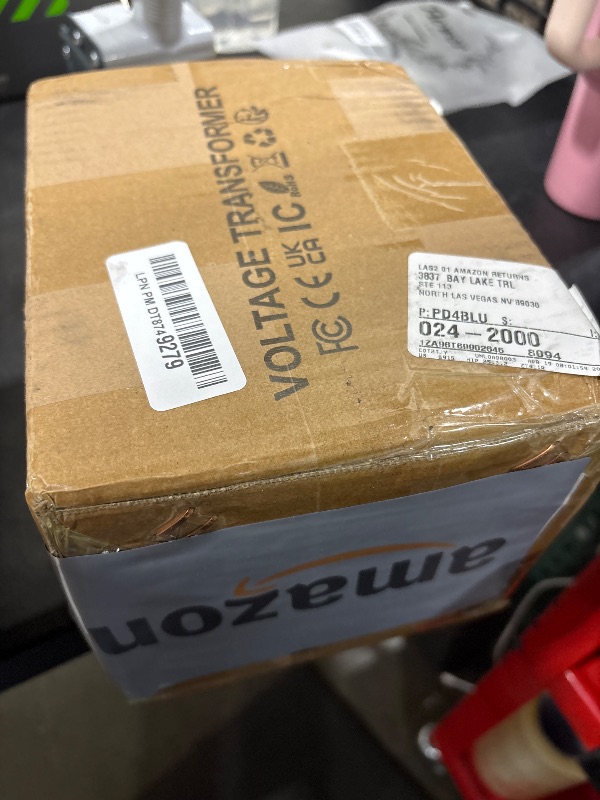 VOLTAGE TRANSFORMER
FC CE UK CA IC RoHS
LPN PM DT8749279
LAS2 01 AMAZON RETURNS
3837 BAY LAKE TRL
STE 113
NORTH LAS VEGAS NV 89030
P: PD4BLU S:
024-2000
8094
amazon